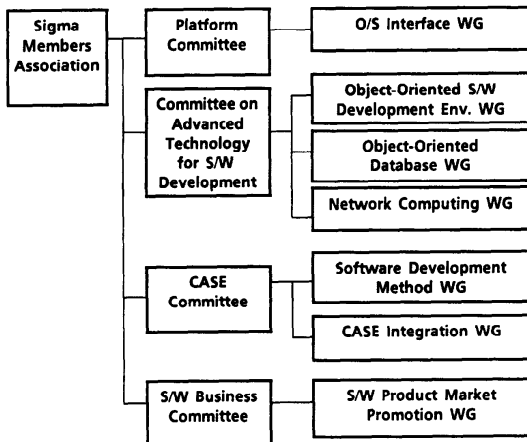 Sigma
Members
Association
Platform
Committee
O/S Interface WG
Committee on
Advanced
Technology
for S/W
Development
Object-Oriented S/W
Development Env. WG
Object-Oriented
Database WG
Network Computing WG
CASE
Committee
Software Development
Method WG
CASE Integration WG
S/W Business
Committee
S/W Product Market
Promotion WG